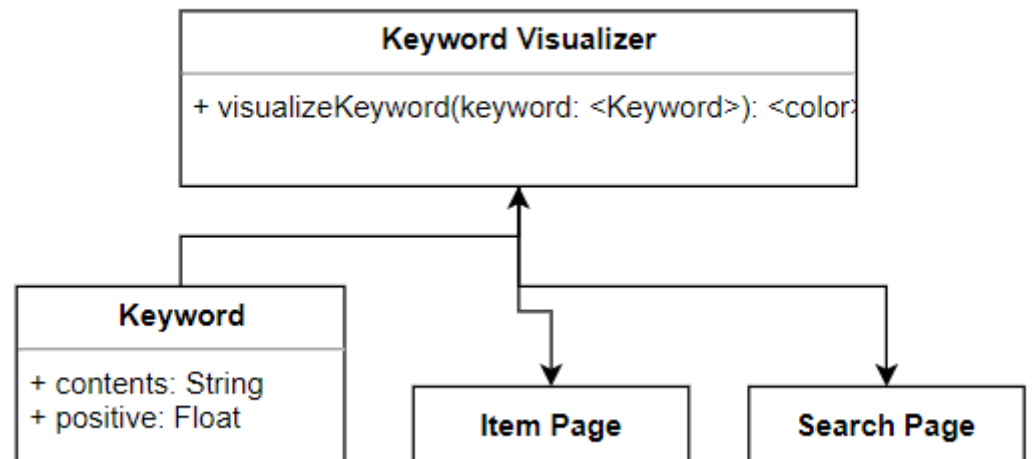 Keyword Visualizer
+ visualizeKeyword(keyword: <Keyword>): <color>
Keyword
+ contents: String
+ positive: Float
Item Page
Search Page